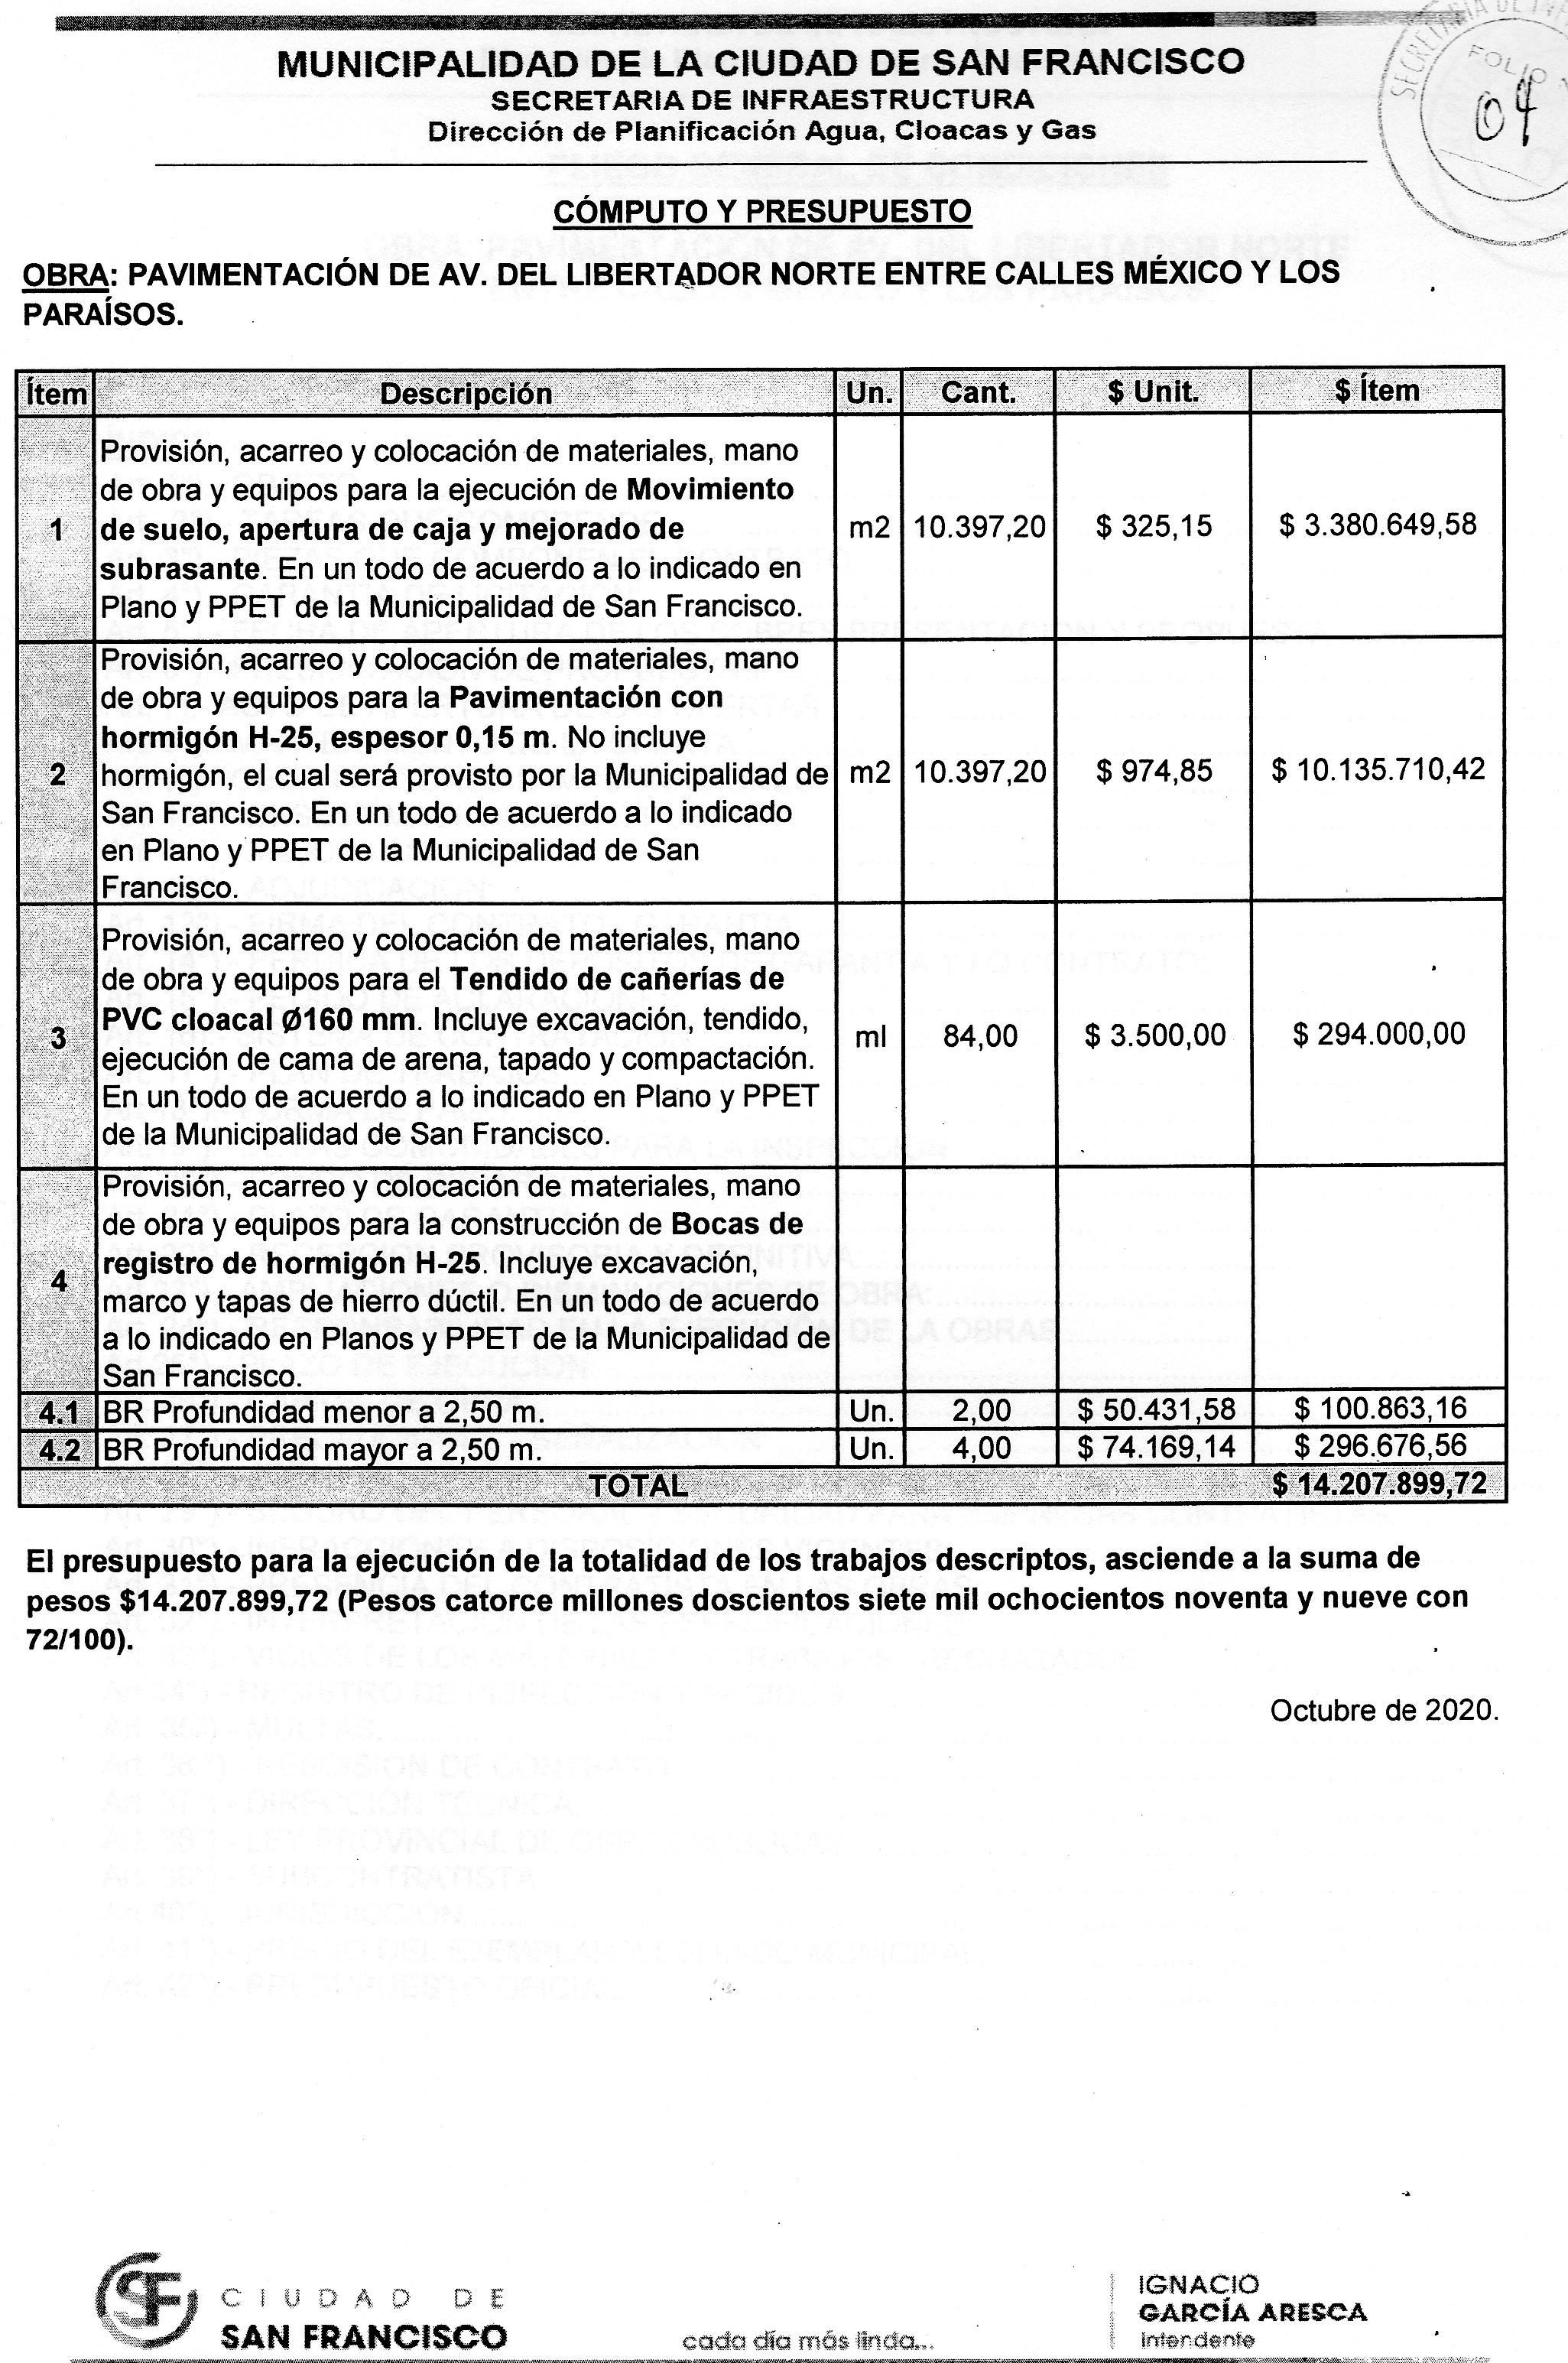 MUNICIPALIDAD DE LA CIUDAD DE SAN FRANCISCO
SECRETARIA DE INFRAESTRUCTURA
Dirección de Planificación Agua, Cloacas y Gas
FOLIO
04
CÓMPUTO Y PRESUPUESTO
OBRA: PAVIMENTACIÓN DE AV. DEL LIBERTADOR NORTE ENTRE CALLES MÉXICO Y LOS
PARAÍSOS.
Ítem Descripción Un. Cant. $ Unit. $ Ítem
Provisión, acarreo y colocación de materiales, mano
de obra y equipos para la ejecución de Movimiento
1 de suelo, apertura de caja y mejorado de m2 10.397,20 $ 325,15 $ 3.380.649,58
subrasante. En un todo de acuerdo a lo indicado en
Plano y PPET de la Municipalidad de San Francisco.
Provisión, acarreo y colocación de materiales, mano
de obra y equipos para la Pavimentación con
hormigón H-25, espesor 0,15 m. No incluye
2 hormigón, el cual será provisto por la Municipalidad de m2 10.397,20 $ 974,85 $ 10.135.710,42
San Francisco. En un todo de acuerdo a lo indicado
en Plano y PPET de la Municipalidad de San
Francisco.
Provisión, acarreo y colocación de materiales, mano
de obra y equipos para el Tendido de cañerías de
3 PVC cloacal Ø160 mm. Incluye excavación, tendido, ml 84,00 $ 3.500,00 $ 294.000,00
ejecución de cama de arena, tapado y compactación.
En un todo de acuerdo a lo indicado en Plano y PPET
de la Municipalidad de San Francisco.
Provisión, acarreo y colocación de materiales, mano
de obra y equipos para la construcción de Bocas de
registro de hormigón H-25. Incluye excavación,
4 marco y tapas de hierro dúctil. En un todo de acuerdo
a lo indicado en Planos y PPET de la Municipalidad de
San Francisco.
4.1 BR Profundidad menor a 2,50 m. Un. 2,00 $ 50.431,58 $ 100.863,16
4.2 BR Profundidad mayor a 2,50 m. Un. 4,00 $ 74.169,14 $ 296.676,56
TOTAL $ 14.207.899,72
El presupuesto para la ejecución de la totalidad de los trabajos descriptos, asciende a la suma de
pesos $14.207.899,72 (Pesos catorce millones doscientos siete mil ochocientos noventa y nueve con
72/100).
Octubre de 2020.
SF
CIUDAD DE
SAN FRANCISCO
cada día más linda...
IGNACIO
GARCÍA ARESCA
Intendente